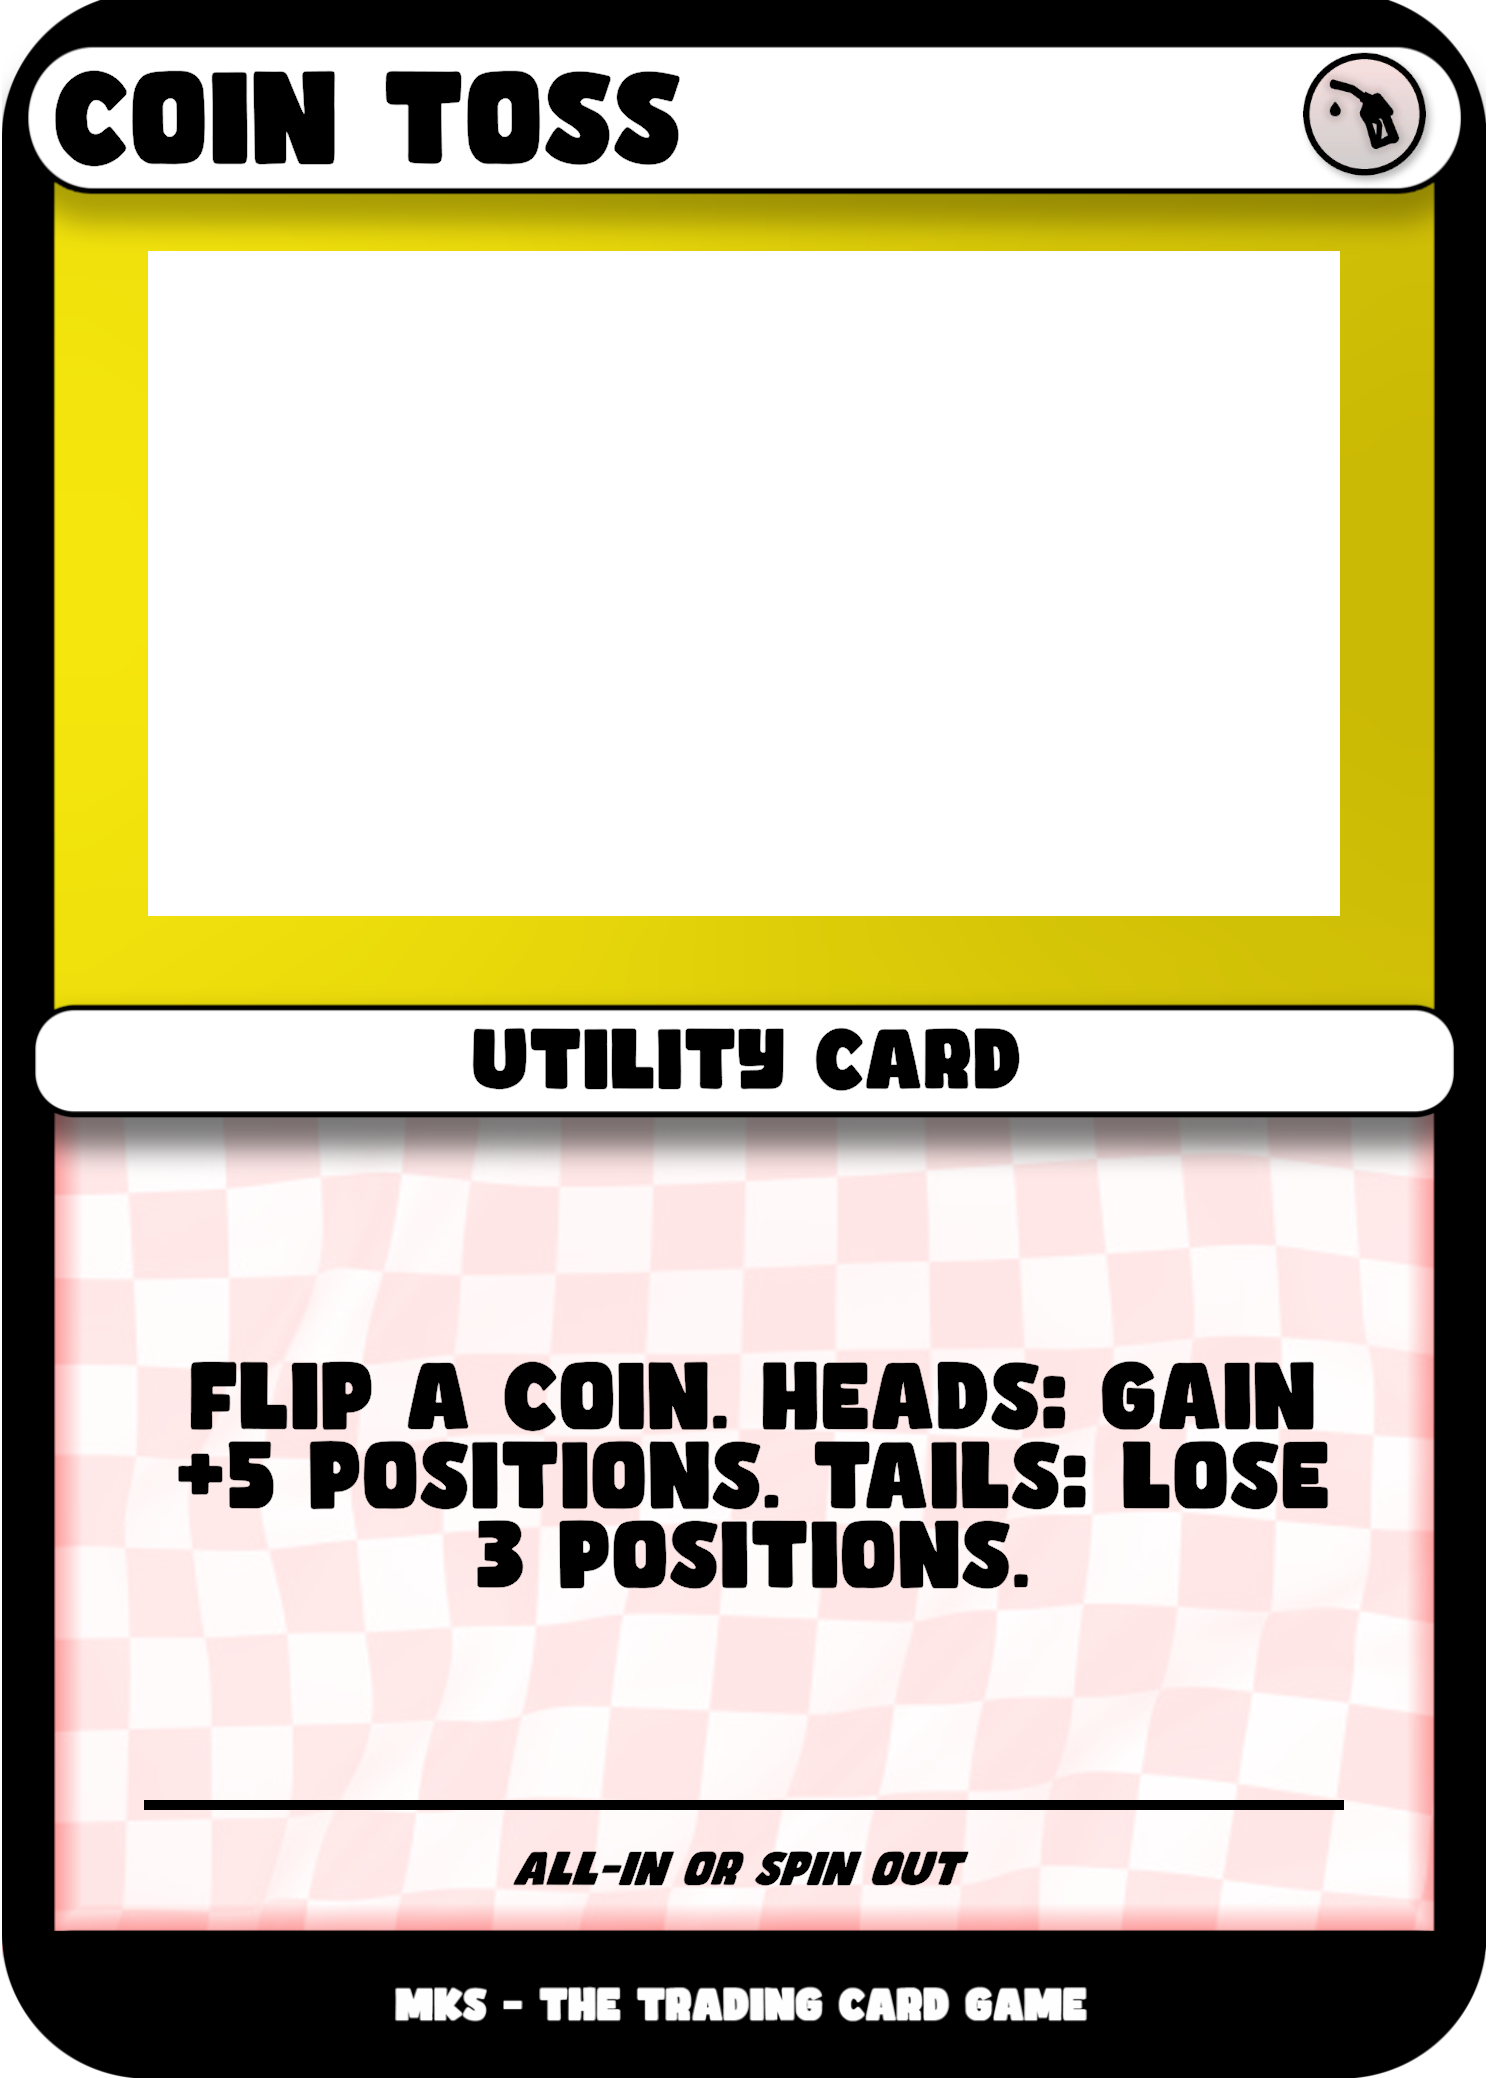 COIN TOSS
UTILITY CARD
FLIP A COIN. HEADS: GAIN
+5 POSITIONS. TAILS: LOSE
3 POSITIONS.
ALL-IN OR SPIN OUT
MKS - THE TRADING CARD GAME